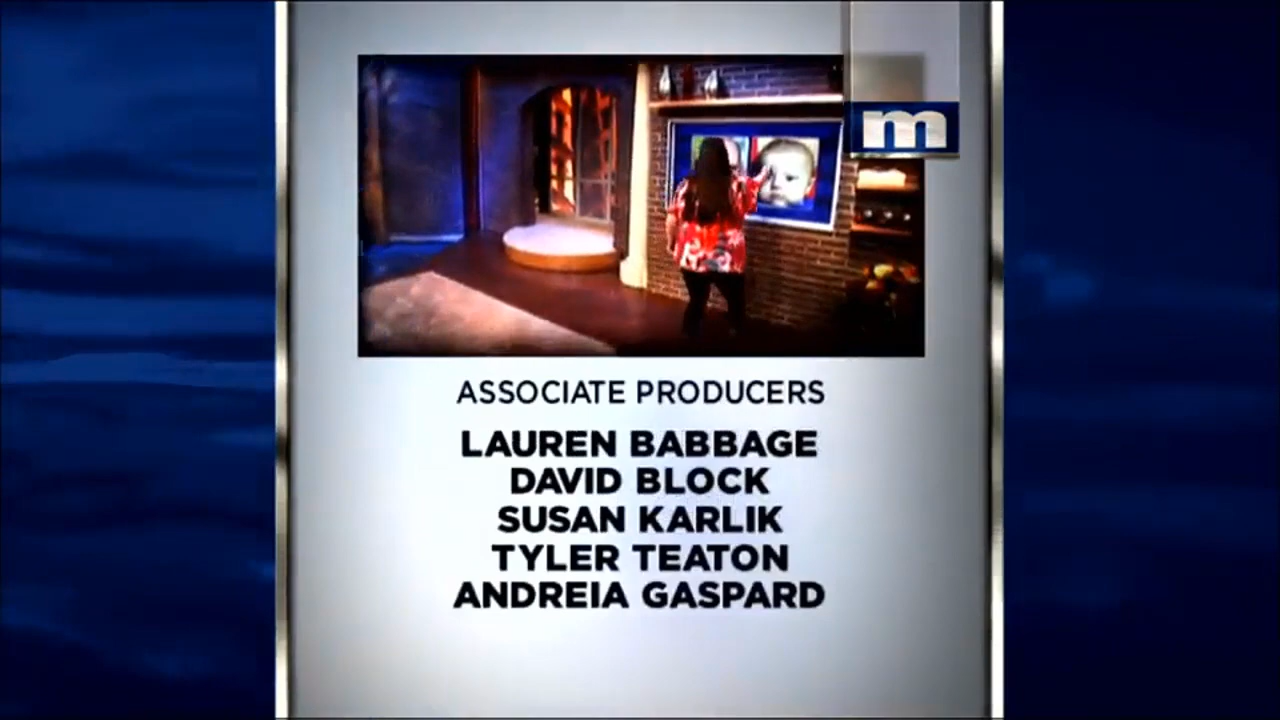 m
ASSOCIATE PRODUCERS
LAUREN BABBAGE
DAVID BLOCK
SUSAN KARLIK
TYLER TEATON
ANDREIA GASPARD